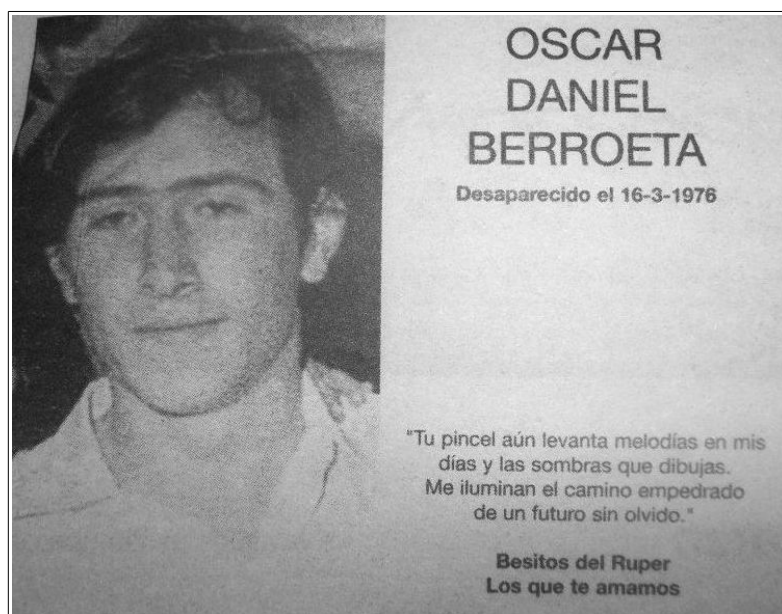 OSCAR
DANIEL
BERROETA
Desaparecido el 16-3-1976
"Tu pincel aún levanta melodías en mis
días y las sombras que dibujas.
Me iluminan el camino empedrado
de un futuro sin olvido."
Besitos del Ruper
Los que te amamos